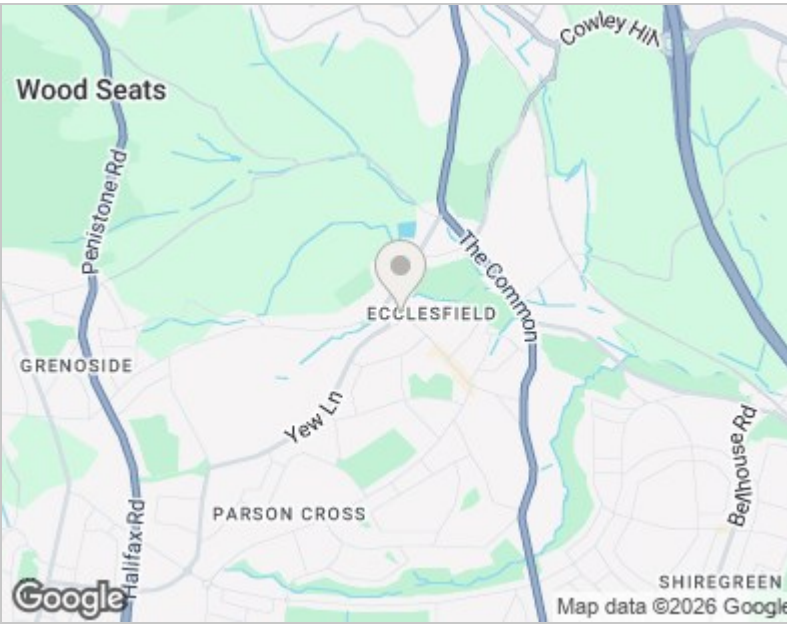 Cowley Hill
Wood Seats
Penistone Rd
The Common
ECCLESFIELD
GRENOSIDE
Yew Ln
Bellhouse Rd
PARSON CROSS
Halifax Rd
SHIREGREEN
Google
Map data ©2026 Google